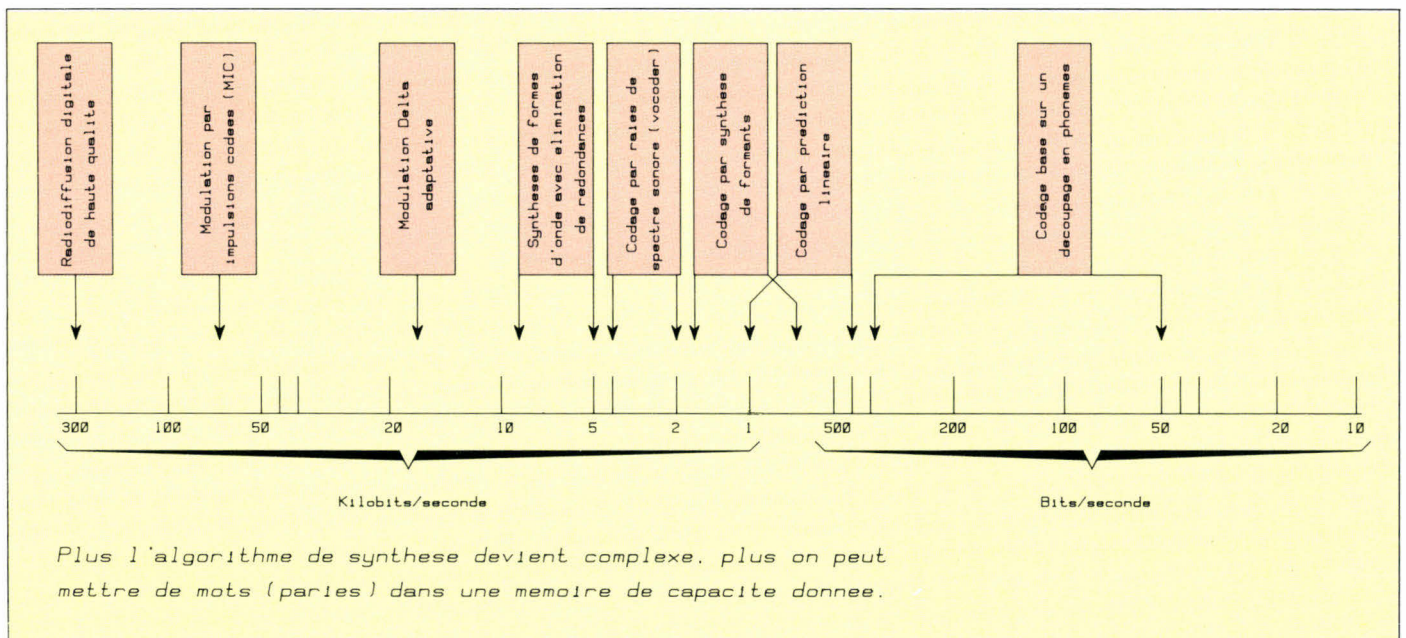 Radiodiffusion digitale
de haute qualite
Modulation par
impulsions codees (MIC)
Modulation Delta
adaptative
Syntheses de formes
d'onde avec elimination
de redondances
Codage par raies de
spectre sonore (vocoder)
Codage par synthese
de formants
Codage par prediction
lineaire
Codage base sur un
decoupage en phonemes
300 100 50 20 10 5 2 1 500 200 100 50 20 10
Kilobits/seconde Bits/seconde
Plus l'algorithme de synthese devient complexe, plus on peut
mettre de mots (parles) dans une memoire de capacite donnee.